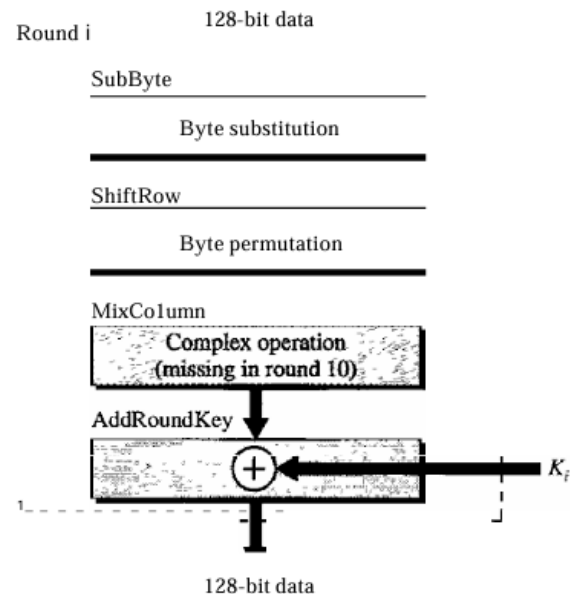 128-bit data
Round i
SubByte
Byte substitution
ShiftRow
Byte permutation
MixCo1umn
Complex operation
(missing in round 10)
AddRoundKey
+
Ki
128-bit data